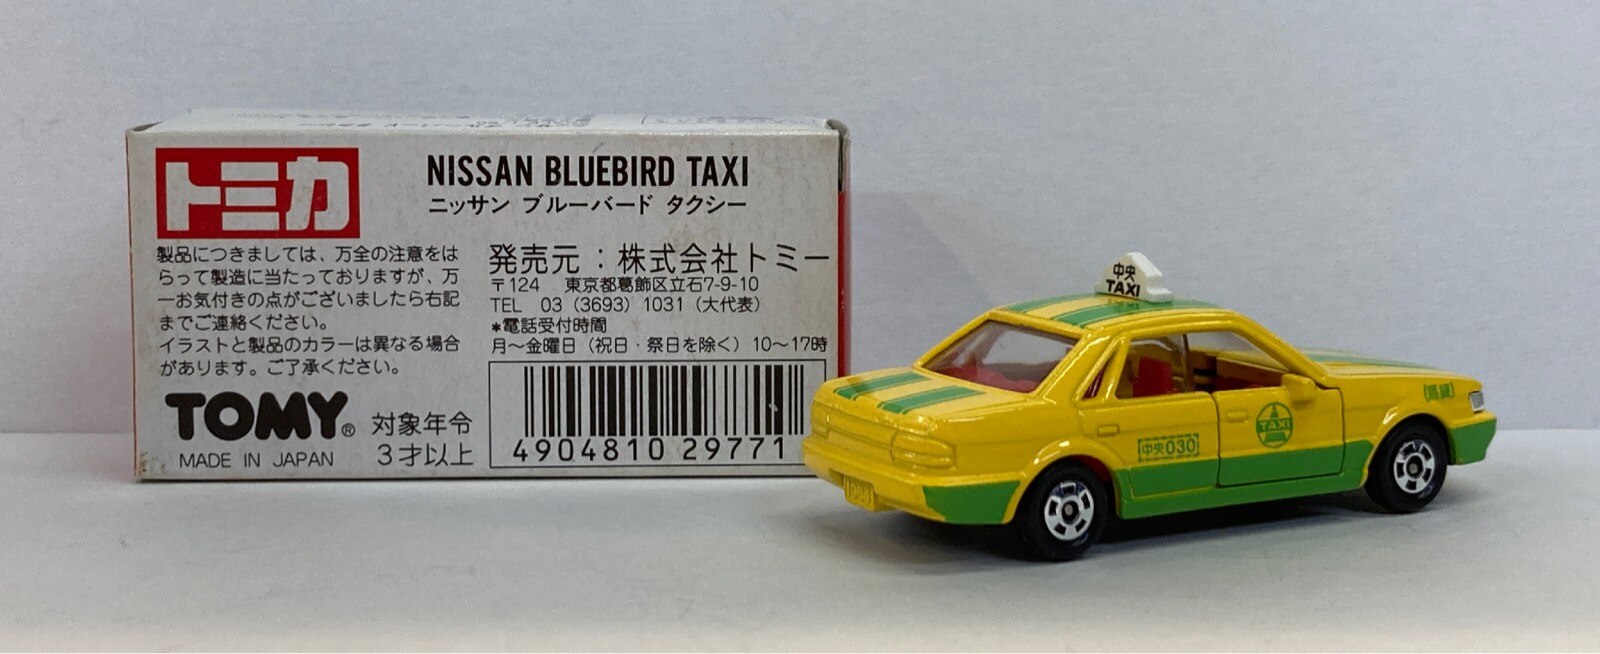 トミカ
NISSAN BLUEBIRD TAXI
ニッサン ブルーバード タクシー
製品につきましては、万全の注意をは
らって製造に当たっておりますが、万
一お気付きの点がございましたら右記
までご連絡ください。
イラストと製品のカラーは異なる場合
があります。ご了承ください。
TOMY®
MADE IN JAPAN
対象年令
3才以上
発売元：株式会社トミー
〒124 東京都葛飾区立石7-9-10
TEL 03（3693）1031（大代表）
*電話受付時間
月〜金曜日（祝日・祭日を除く）10〜17時
4904810 29771
中央
TAXI
中央030
TAXI